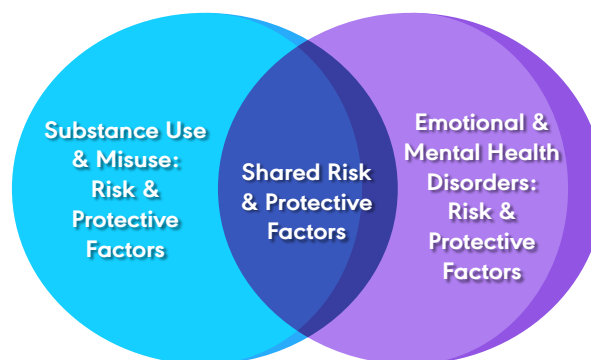 Substance Use
& Misuse:
Risk &
Protective
Factors
Shared Risk
& Protective
Factors
Emotional &
Mental Health
Disorders:
Risk &
Protective
Factors